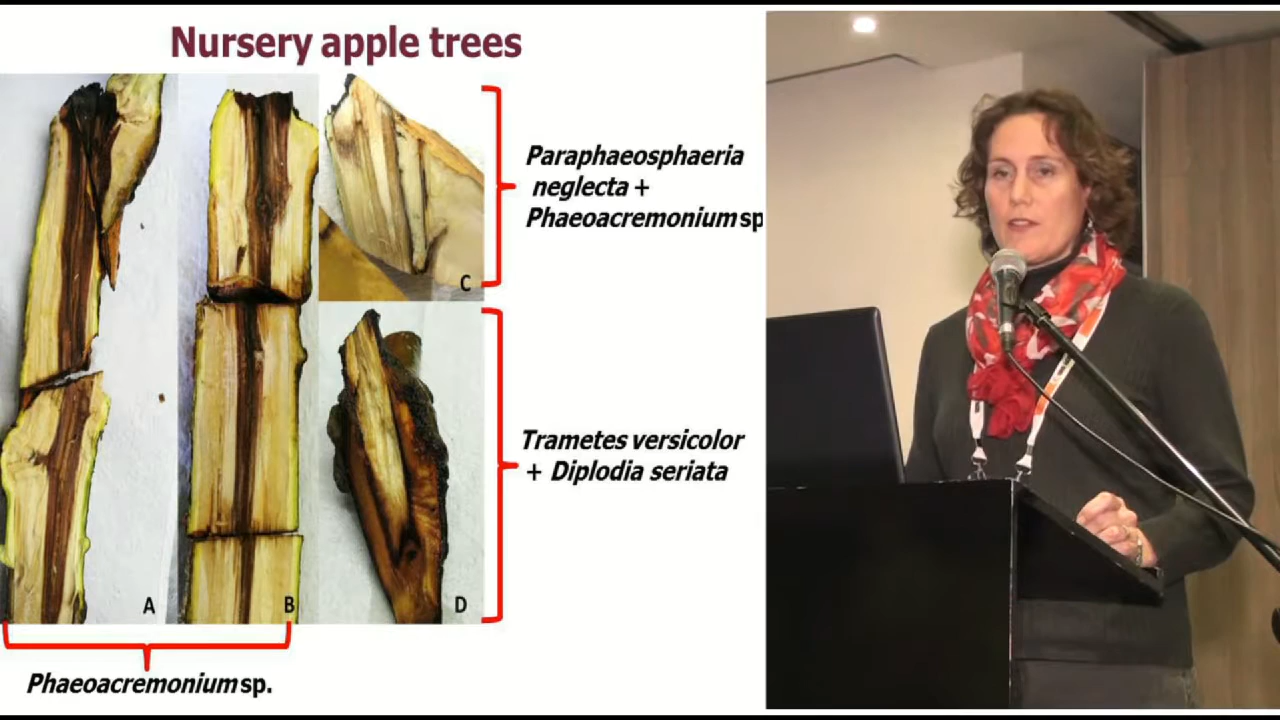 Nursery apple trees
Paraphaeosphaeria
neglecta +
Phaeoacremonium sp
C
Trametes versicolor
+ Diplodia seriata
A
B
D
Phaeoacremonium sp.